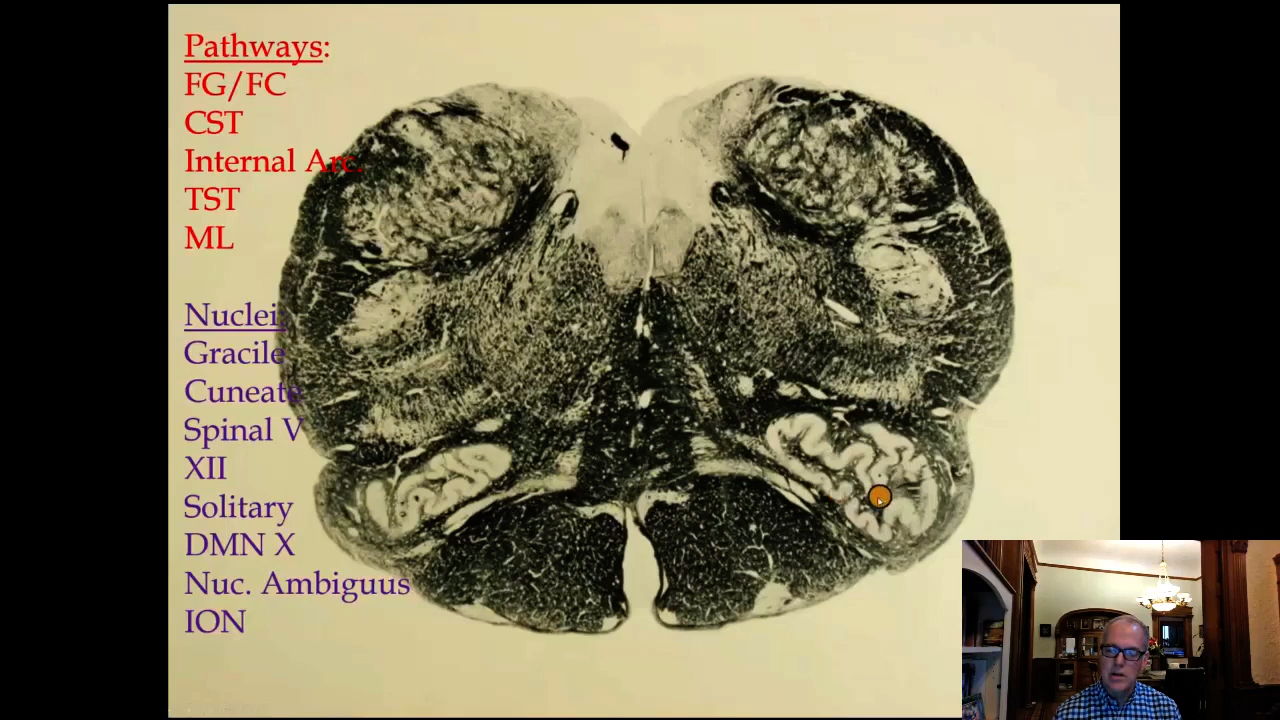 Pathways:
FG/FC
CST
Internal Arc.
TST
ML
Nuclei:
Gracile
Cuneate
Spinal V
XII
Solitary
DMN X
Nuc. Ambiguus
ION